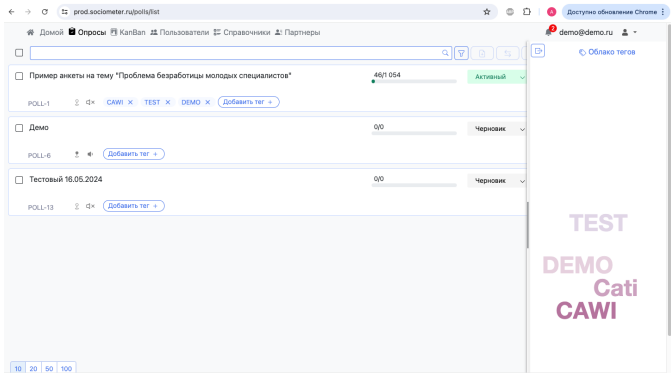 prod.sociometer.ru/polls/list
Доступно обновление Chrome
Домой Опросы KanBan Пользователи Справочники Партнеры
2
demo@demo.ru
Облако тегов
Пример анкеты на тему "Проблема безработицы молодых специалистов"
46/1 054
Активный
POLL-1 CAWI × TEST × DEMO × Добавить тег +
Демо
0/0
Черновик
POLL-6 Добавить тег +
Тестовый 16.05.2024
0/0
Черновик
POLL-13 Добавить тег +
TEST
DEMO
Cati
CAWI
10 20 50 100